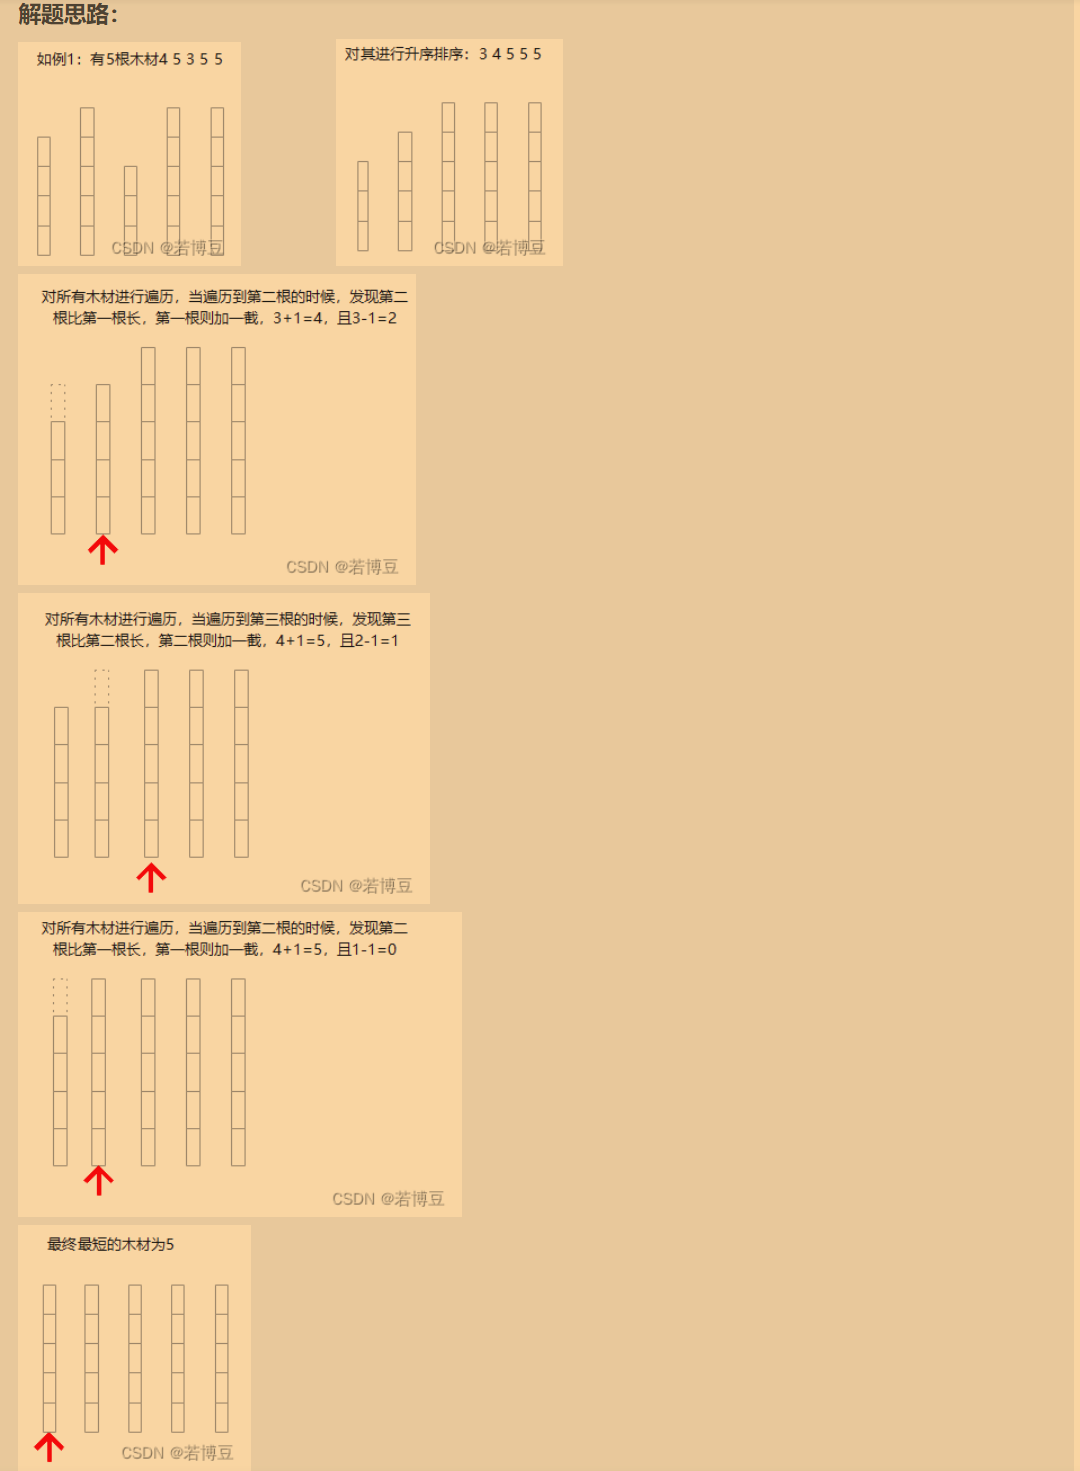 解题思路：
如例1：有5根木材4 5 3 5 5
CSDN @若博豆
对其进行升序排序：3 4 5 5 5
CSDN @若博豆
对所有木材进行遍历，当遍历到第二根的时候，发现第二
根比第一根长，第一根则加一截，3+1=4，且3-1=2
CSDN @若博豆
对所有木材进行遍历，当遍历到第三根的时候，发现第三
根比第二根长，第二根则加一截，4+1=5，且2-1=1
CSDN @若博豆
对所有木材进行遍历，当遍历到第二根的时候，发现第二
根比第一根长，第一根则加一截，4+1=5，且1-1=0
CSDN @若博豆
最终最短的木材为5
CSDN @若博豆